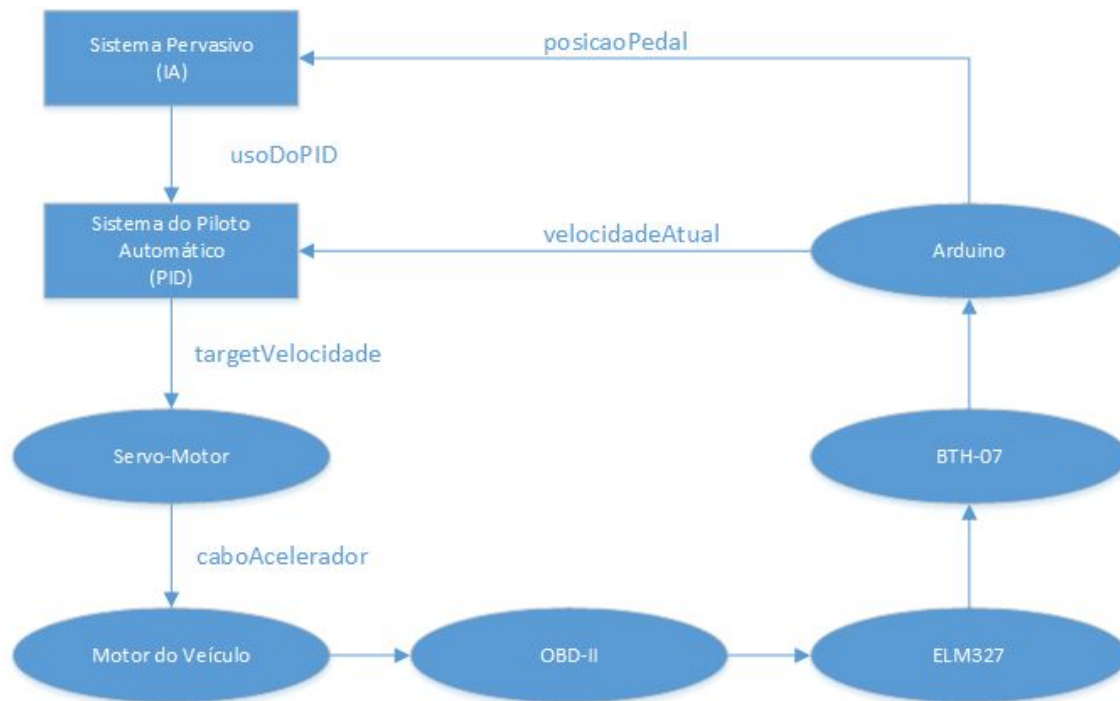 Sistema Pervasivo
(IA)
posicaoPedal
usoDoPID
Sistema do Piloto
Automático
(PID)
velocidadeAtual
Arduino
targetVelocidade
Servo-Motor
BTH-07
caboAcelerador
Motor do Veículo
OBD-II
ELM327